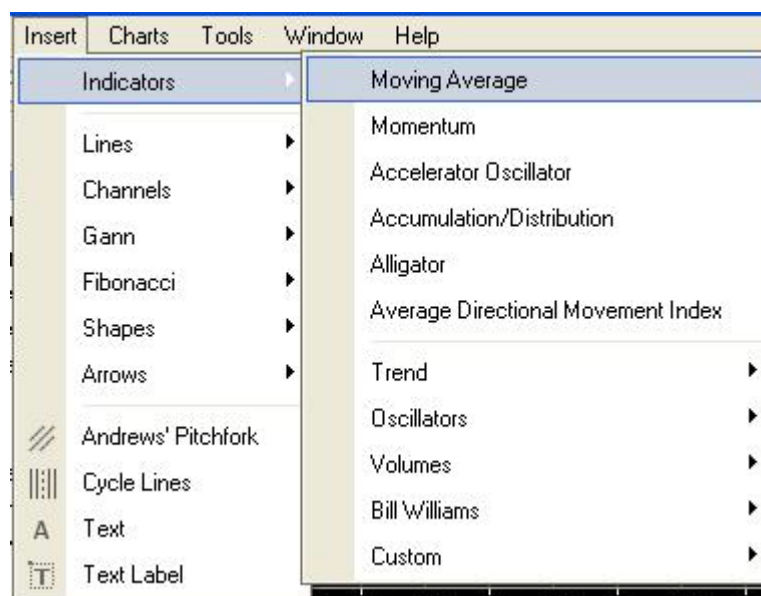 Insert Charts Tools Window Help
Indicators
Lines
Channels
Gann
Fibonacci
Shapes
Arrows
Andrews' Pitchfork
Cycle Lines
A Text
T Text Label
Moving Average
Momentum
Accelerator Oscillator
Accumulation/Distribution
Alligator
Average Directional Movement Index
Trend
Oscillators
Volumes
Bill Williams
Custom